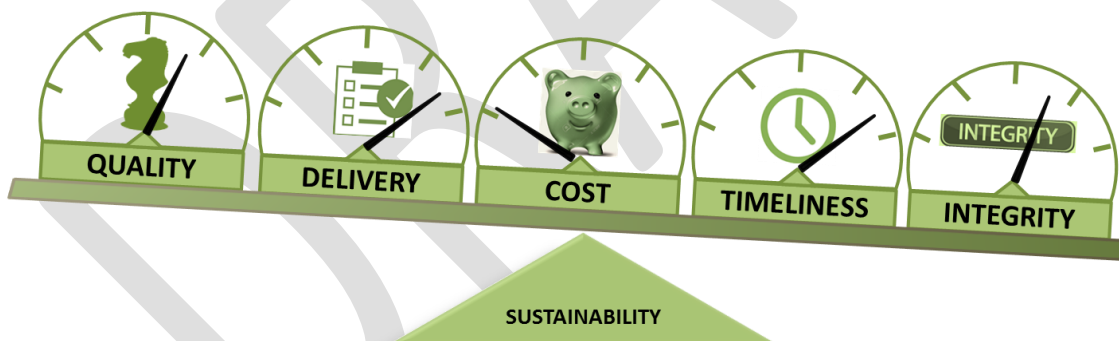 QUALITY
DELIVERY
COST
TIMELINESS
INTEGRITY
INTEGRITY
SUSTAINABILITY